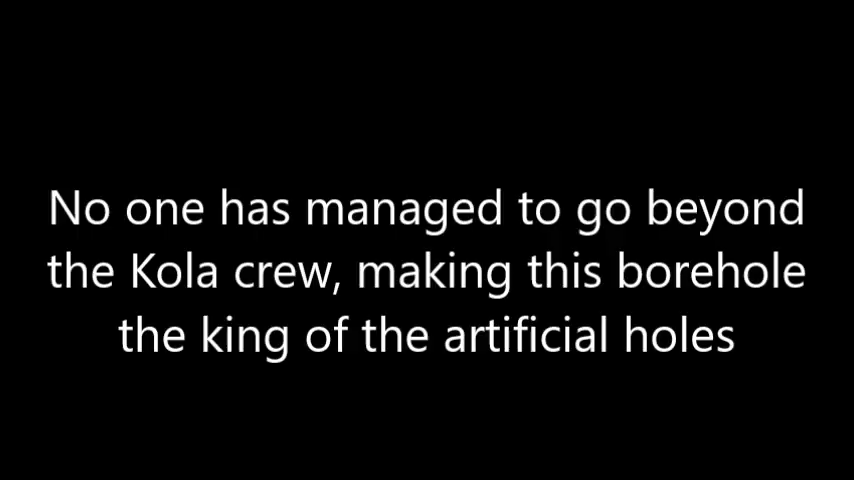 No one has managed to go beyond
the Kola crew, making this borehole
the king of the artificial holes